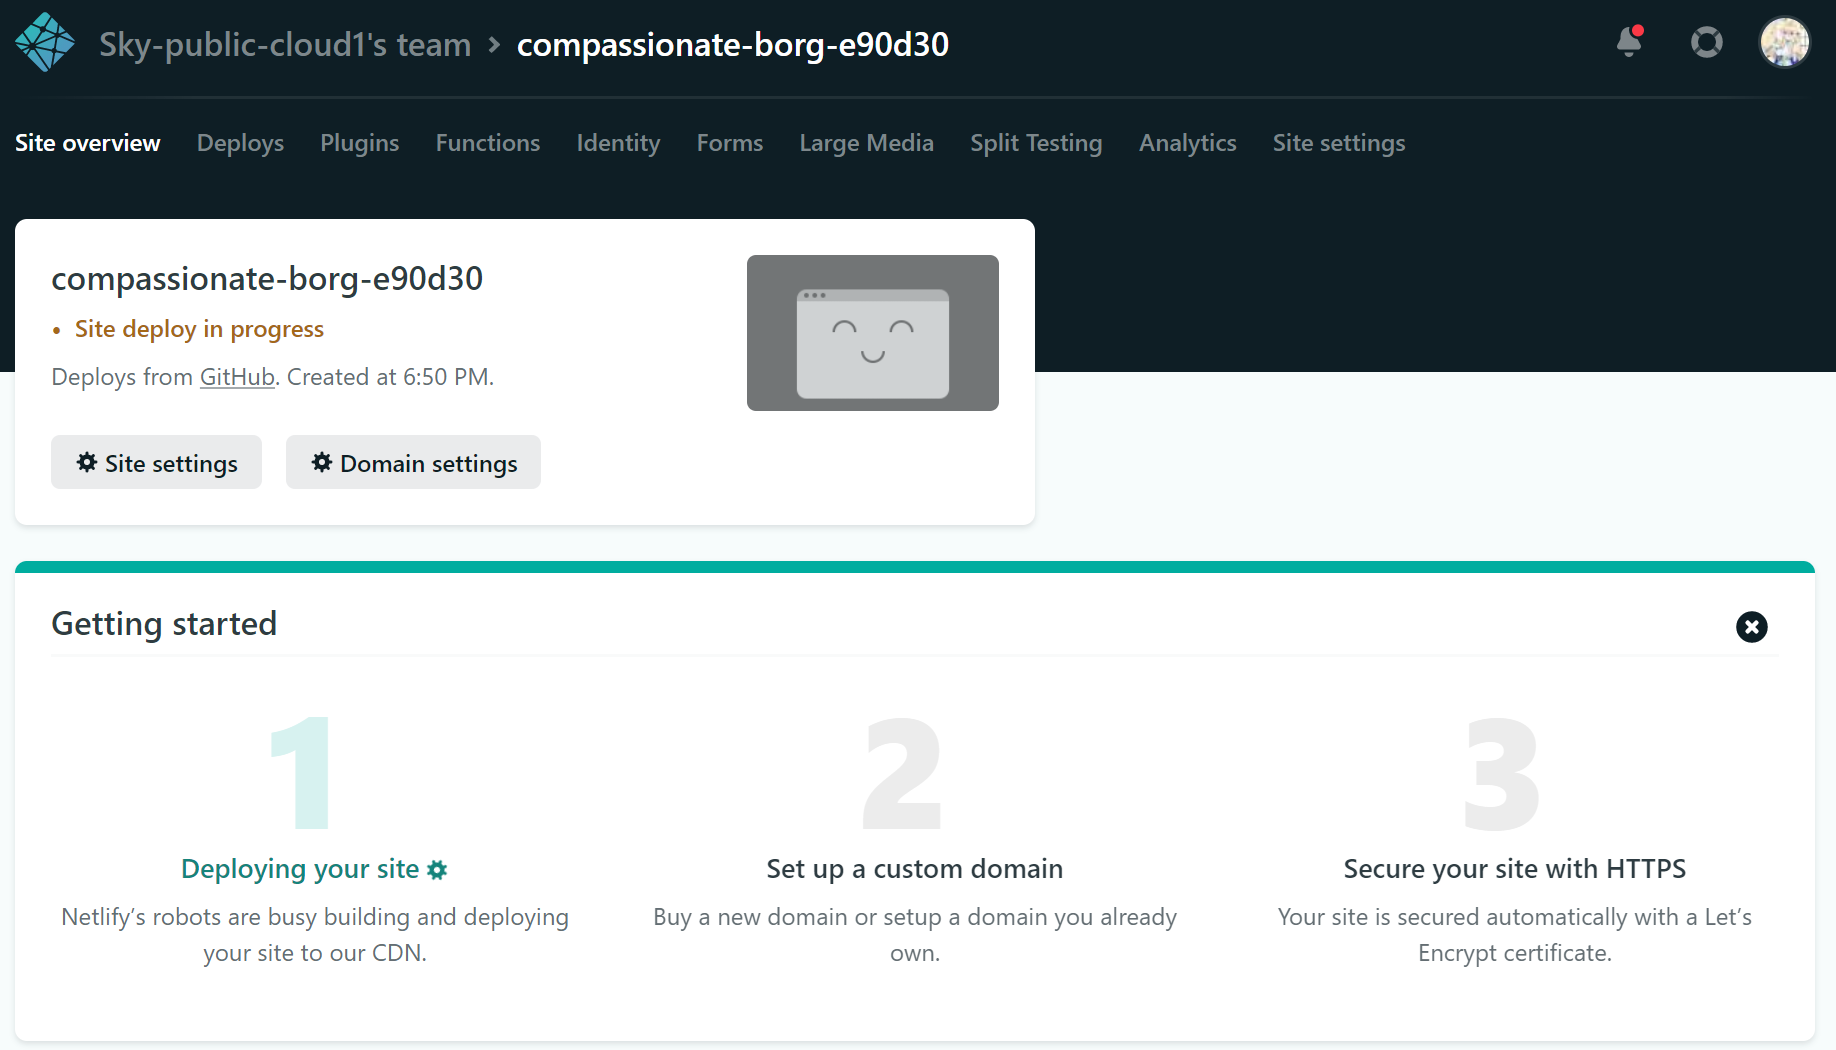 Sky-public-cloud1's team > compassionate-borg-e90d30
Site overview Deploys Plugins Functions Identity Forms Large Media Split Testing Analytics Site settings
compassionate-borg-e90d30
• Site deploy in progress
Deploys from GitHub. Created at 6:50 PM.
Site settings Domain settings
Getting started
1
Deploying your site
Netlify’s robots are busy building and deploying
your site to our CDN.
2
Set up a custom domain
Buy a new domain or setup a domain you already
own.
3
Secure your site with HTTPS
Your site is secured automatically with a Let’s
Encrypt certificate.